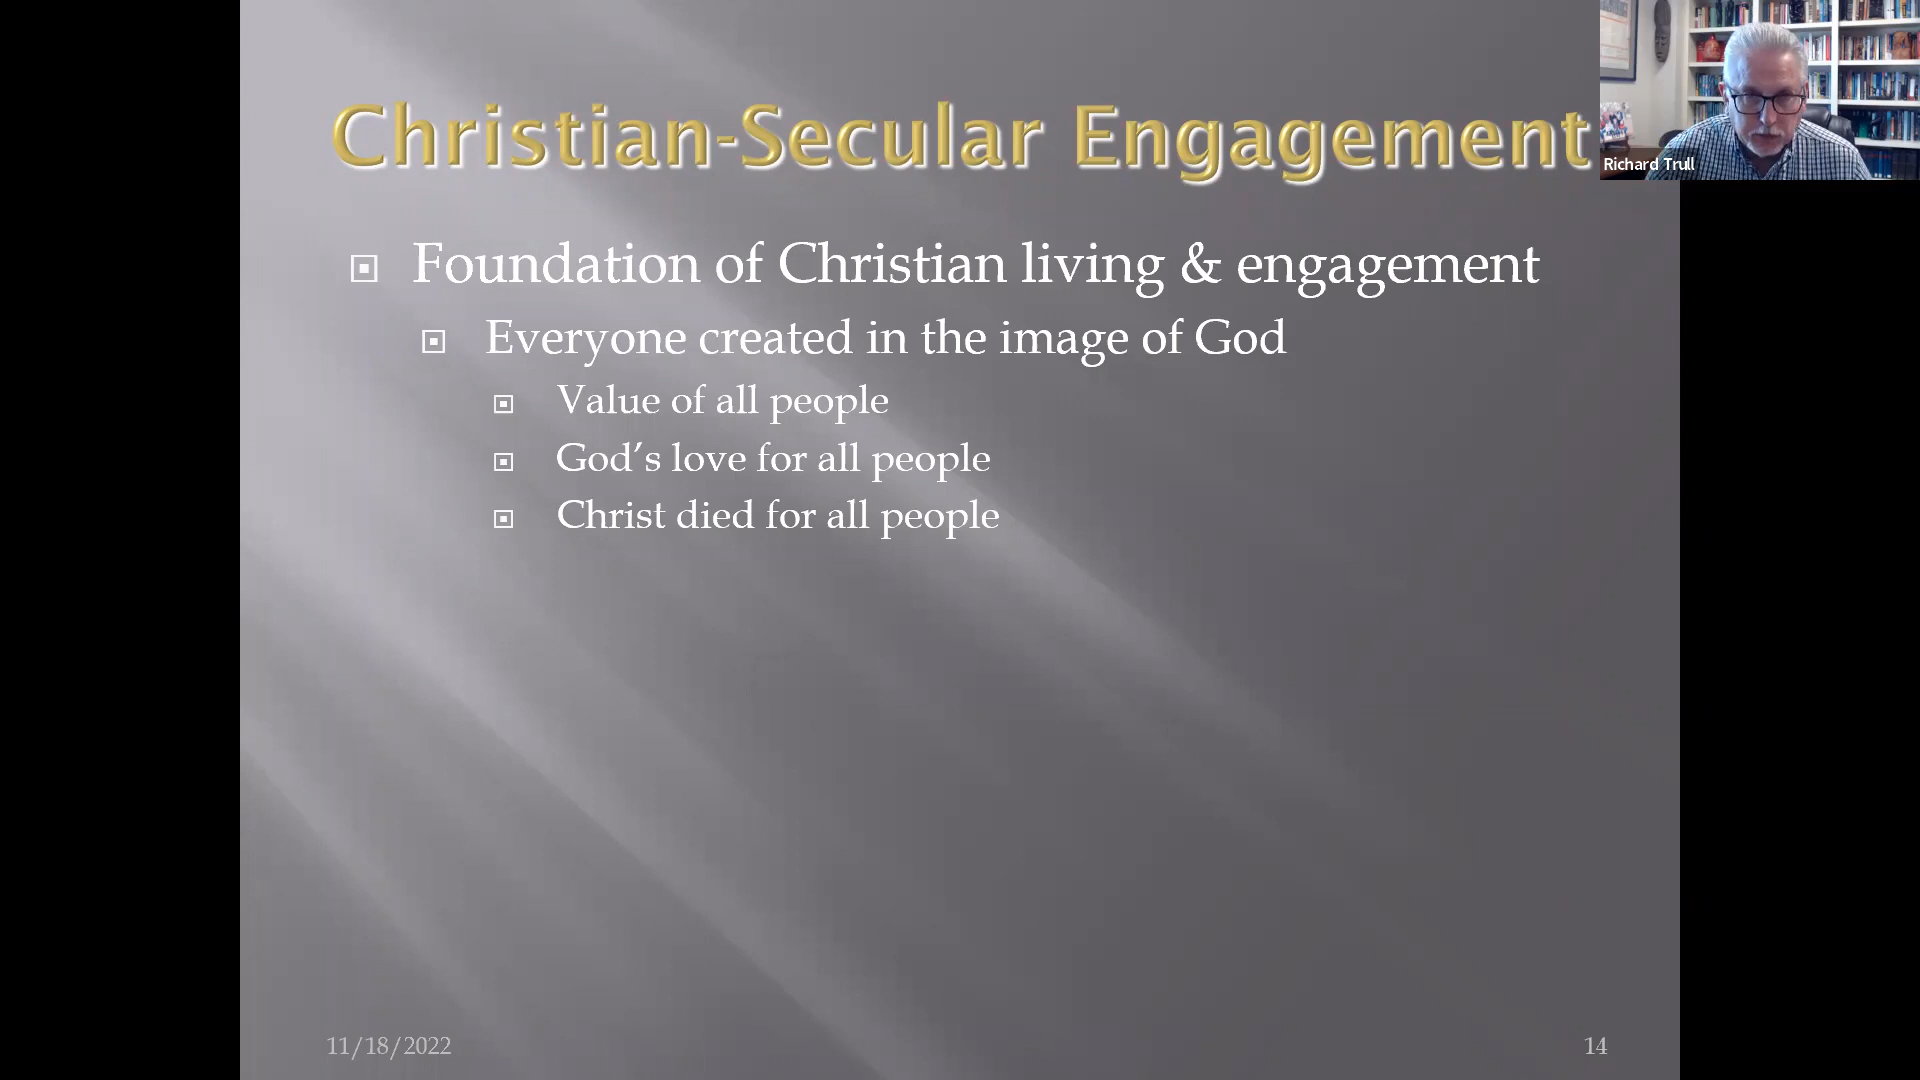 Christian-Secular Engagement
Richard Trull
Foundation of Christian living & engagement
Everyone created in the image of God
Value of all people
God’s love for all people
Christ died for all people
11/18/2022
14